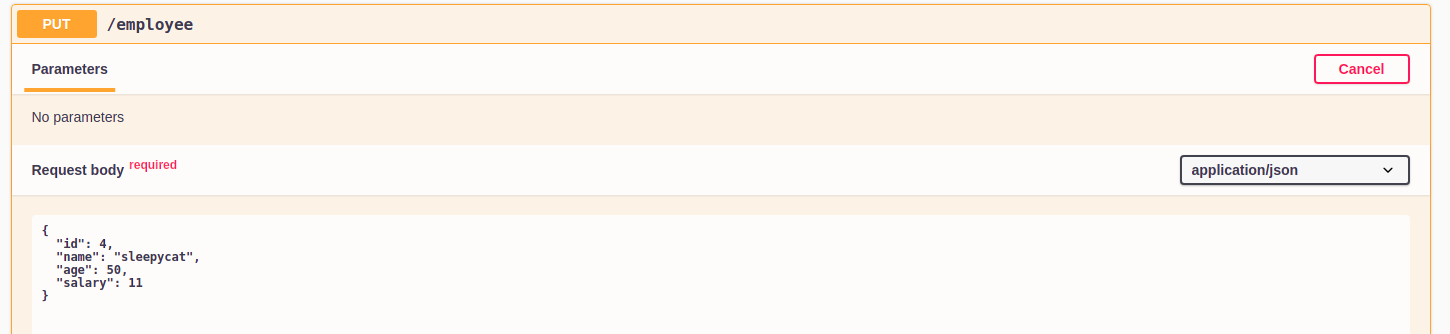 PUT /employee
Parameters Cancel
No parameters
Request body required application/json
{
  "id": 4,
  "name": "sleepycat",
  "age": 50,
  "salary": 11
}